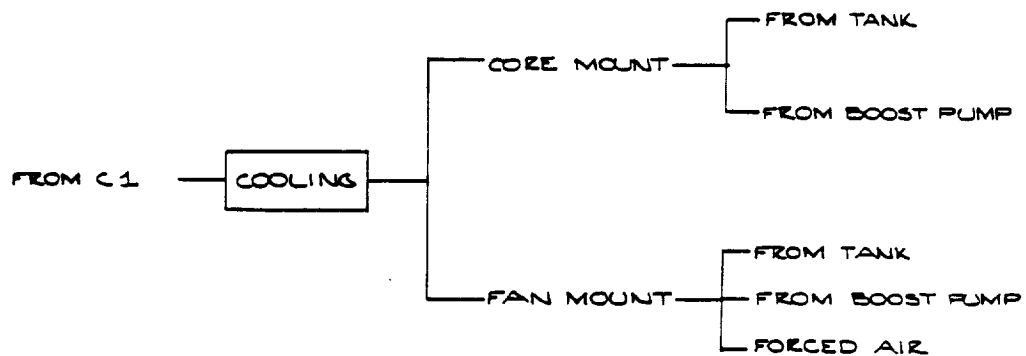 FROM TANK
CORE MOUNT
FROM BOOST PUMP
FROM C1
COOLING
FROM TANK
FAN MOUNT
FROM BOOST PUMP
FORCED AIR